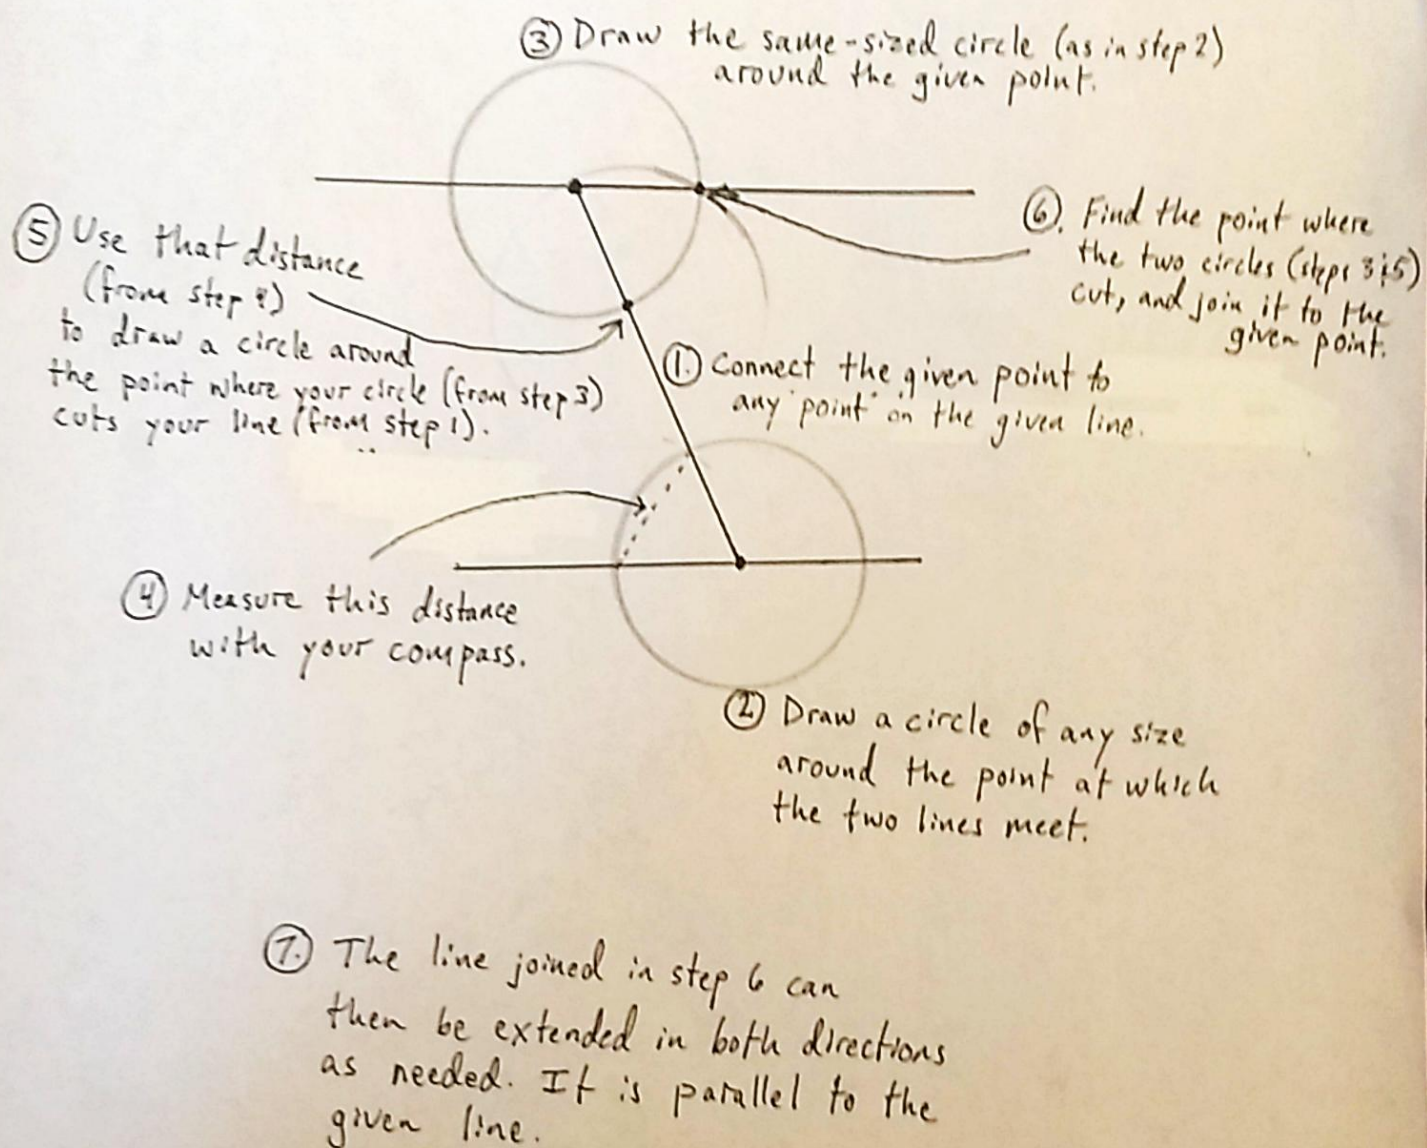 ① Connect the given point to
any point on the given line.
② Draw a circle of any size
around the point at which
the two lines meet.
③ Draw the same-sized circle (as in step 2)
around the given point.
④ Measure this distance
with your compass.
⑤ Use that distance
(from step 4)
to draw a circle around
the point where your circle (from step 3)
cuts your line (from step 1).
⑥. Find the point where
the two circles (steps 3 & 5)
cut, and join it to the
given point.
⑦. The line joined in step 6 can
then be extended in both directions
as needed. It is parallel to the
given line.